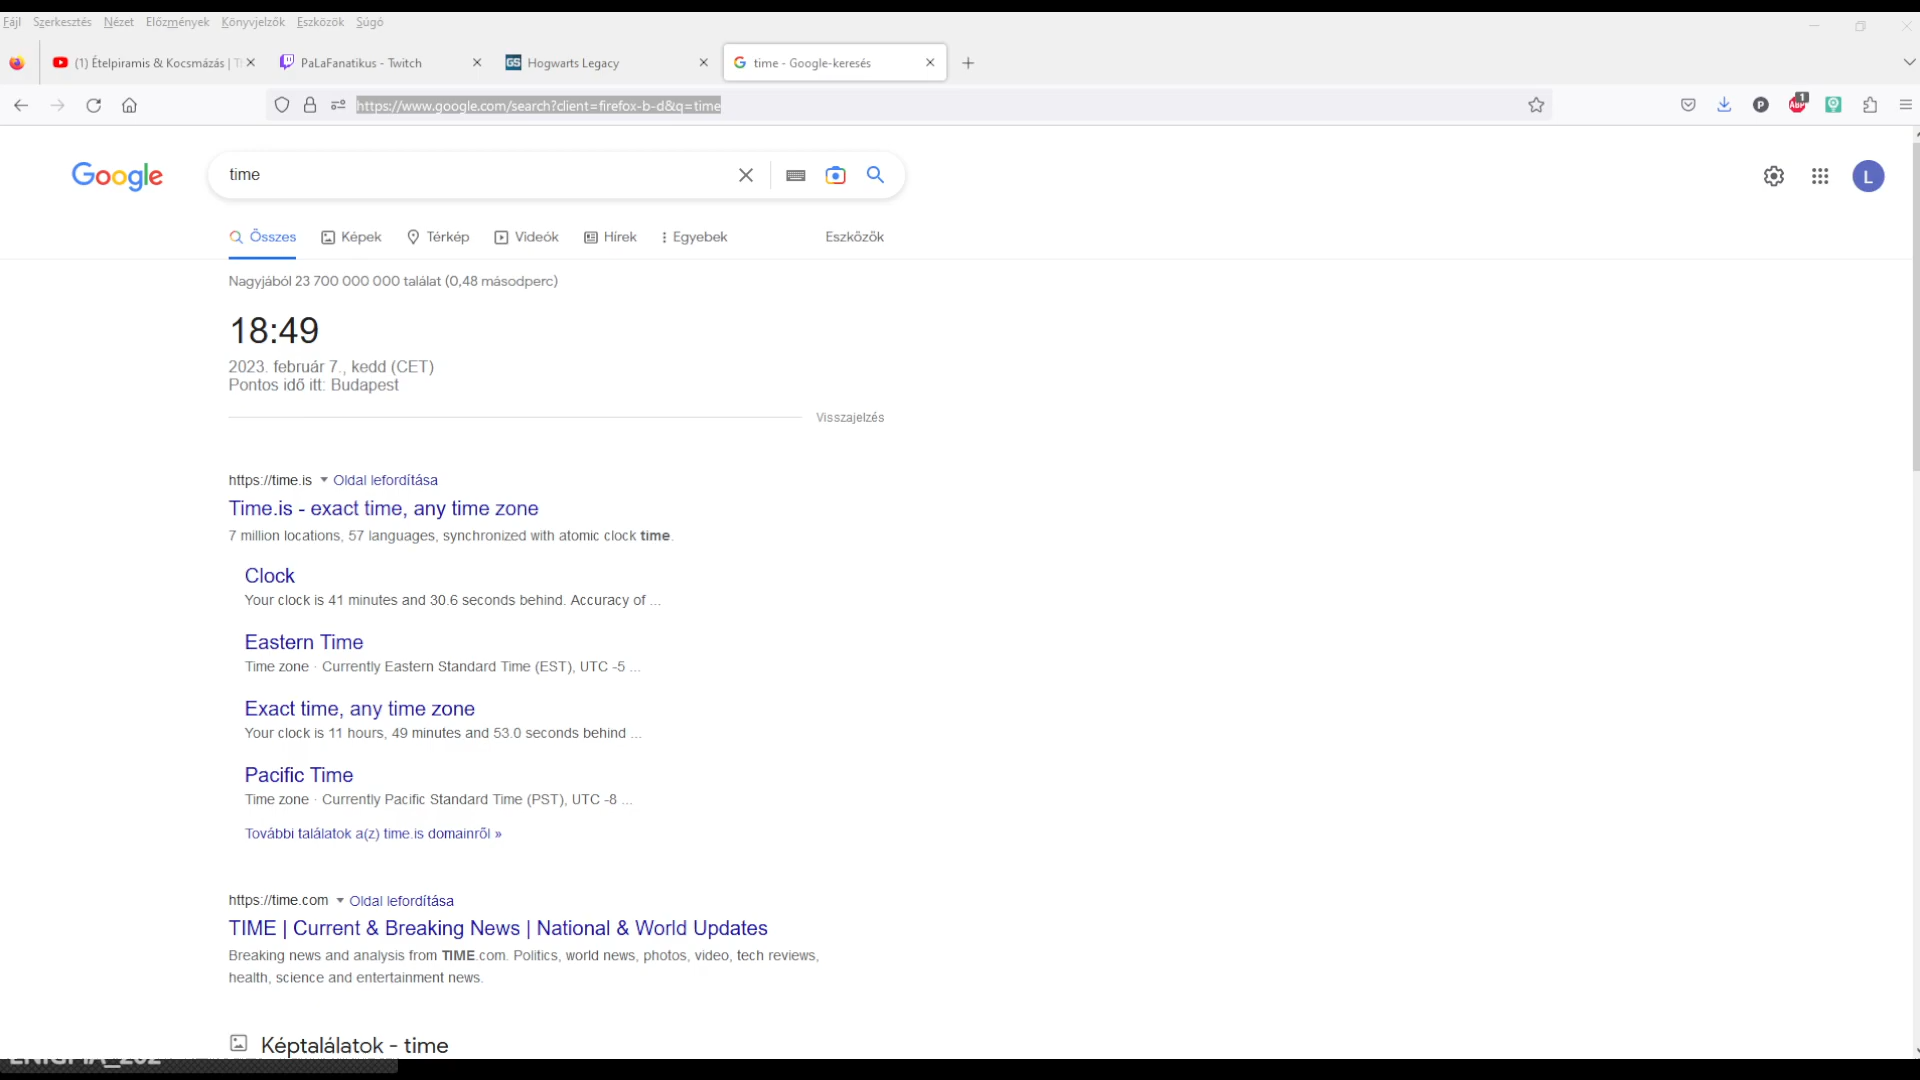 Fájl Szerkesztés Nézet Előzmények Könyvjelzők Eszközök Súgó
(1) Ételpiramis & Kocsmázás | T
PaLaFanatikus - Twitch
GS Hogwarts Legacy
time - Google-keresés
https://www.google.com/search?client=firefox-b-d&q=time
P
ABP
1
Google
time
L
Összes Képek Térkép Videók Hírek Egyebek Eszközök
Nagyjából 23 700 000 000 találat (0,48 másodperc)
18:49
2023. február 7., kedd (CET)
Pontos idő itt: Budapest
Visszajelzés
https://time.is Oldal lefordítása
Time.is - exact time, any time zone
7 million locations, 57 languages, synchronized with atomic clock time.
Clock
Your clock is 41 minutes and 30.6 seconds behind. Accuracy of ...
Eastern Time
Time zone · Currently Eastern Standard Time (EST), UTC -5 ...
Exact time, any time zone
Your clock is 11 hours, 49 minutes and 53.0 seconds behind ...
Pacific Time
Time zone · Currently Pacific Standard Time (PST), UTC -8 ...
További találatok a(z) time.is domainről »
https://time.com Oldal lefordítása
TIME | Current & Breaking News | National & World Updates
Breaking news and analysis from TIME.com. Politics, world news, photos, video, tech reviews,
health, science and entertainment news.
Képtalálatok - time